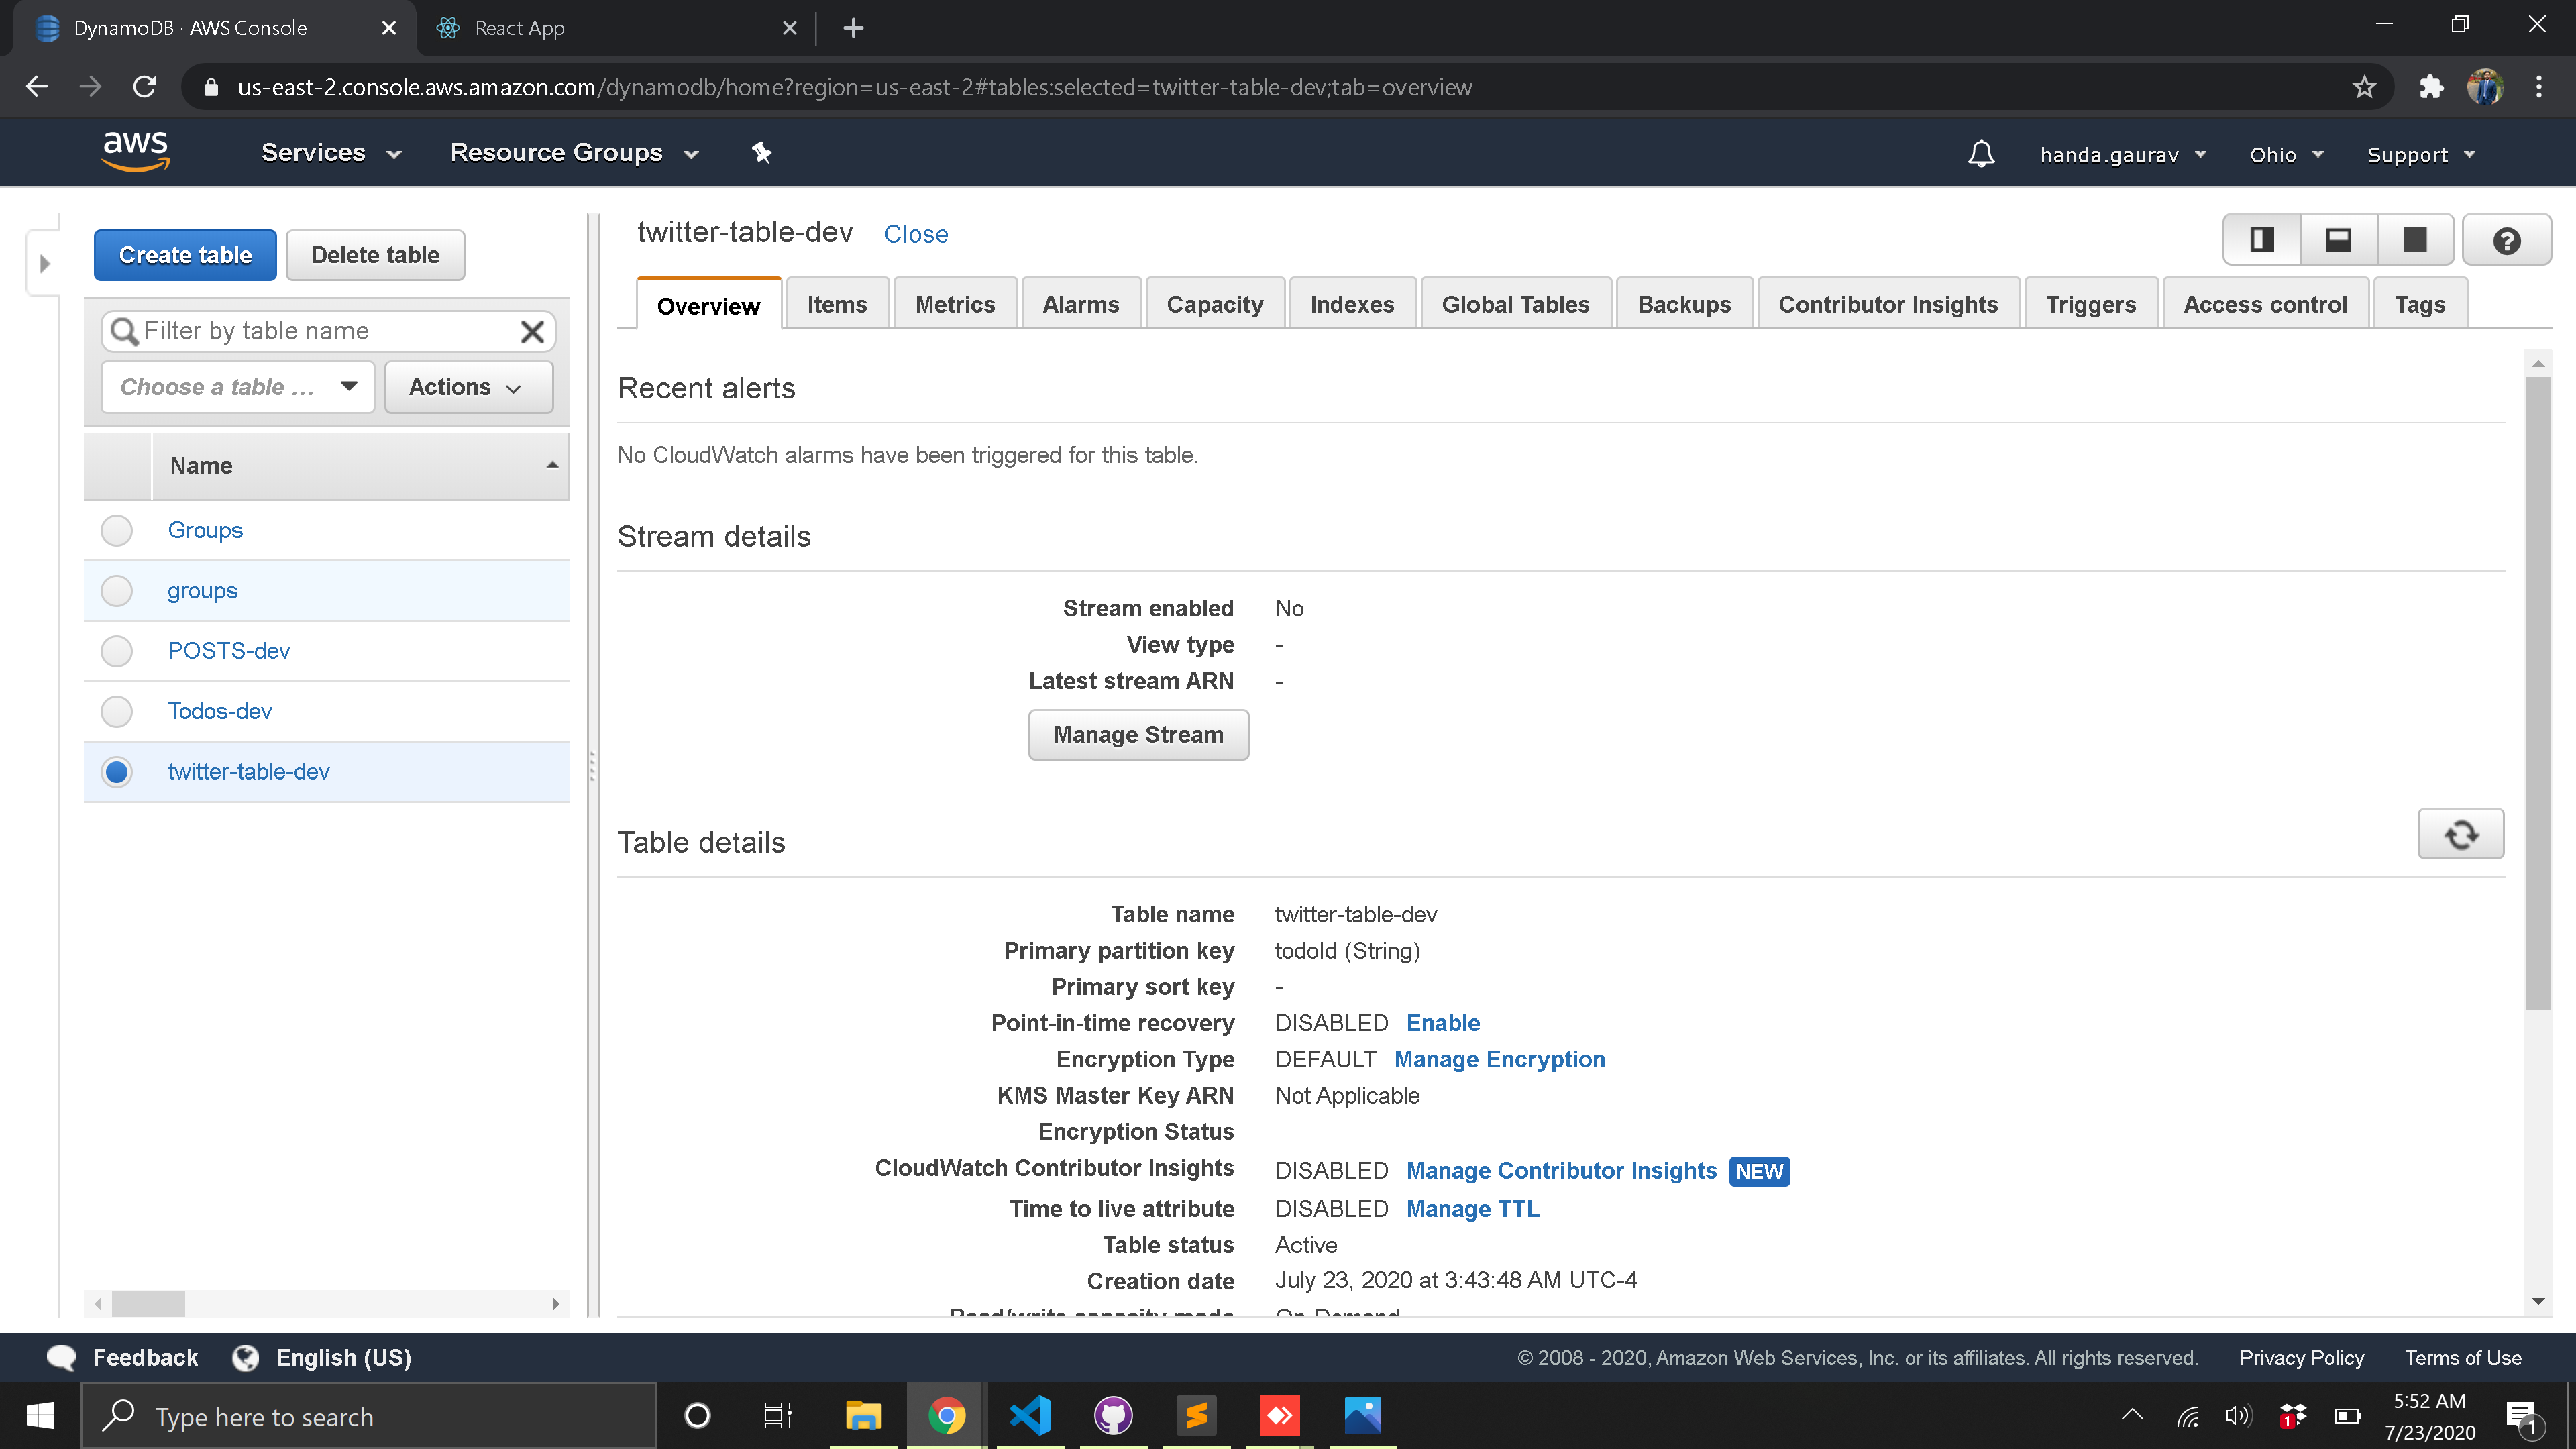 DynamoDB · AWS Console
React App
us-east-2.console.aws.amazon.com/dynamodb/home?region=us-east-2#tables:selected=twitter-table-dev;tab=overview
aws
Services
Resource Groups
handa.gaurav
Ohio
Support
Create table
Delete table
Filter by table name
Choose a table ...
Actions
Name
Groups
groups
POSTS-dev
Todos-dev
twitter-table-dev
twitter-table-dev Close
Overview Items Metrics Alarms Capacity Indexes Global Tables Backups Contributor Insights Triggers Access control Tags
Recent alerts
No CloudWatch alarms have been triggered for this table.
Stream details
Stream enabled No
View type -
Latest stream ARN -
Manage Stream
Table details
Table name twitter-table-dev
Primary partition key todoId (String)
Primary sort key -
Point-in-time recovery DISABLED Enable
Encryption Type DEFAULT Manage Encryption
KMS Master Key ARN Not Applicable
Encryption Status
CloudWatch Contributor Insights DISABLED Manage Contributor Insights NEW
Time to live attribute DISABLED Manage TTL
Table status Active
Creation date July 23, 2020 at 3:43:48 AM UTC-4
Read/write capacity mode On-Demand
Feedback English (US)
© 2008 - 2020, Amazon Web Services, Inc. or its affiliates. All rights reserved. Privacy Policy Terms of Use
Type here to search
1
5:52 AM
7/23/2020
1